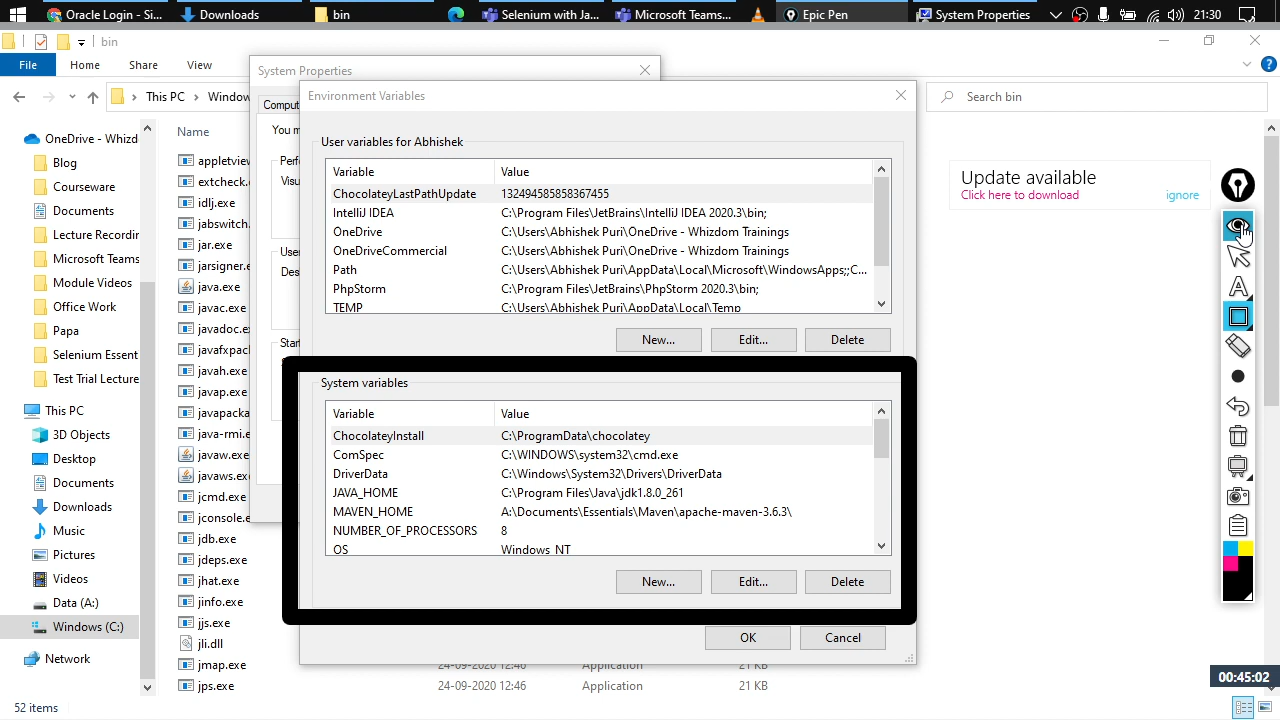 Oracle Login - Si...
Downloads
bin
Selenium with Ja...
Microsoft Teams...
Epic Pen
System Properties
21:30
bin
File Home Share View
This PC > Window
Search bin
OneDrive - Whizd
Blog
Courseware
Documents
Lecture Recordin
Microsoft Teams
Module Videos
Office Work
Papa
Selenium Essent
Test Trial Lecture
This PC
3D Objects
Desktop
Documents
Downloads
Music
Pictures
Videos
Data (A:)
Windows (C:)
Network
52 items
Name
appletview
extcheck.
idlj.exe
jabswitch.
jar.exe
jarsigner.e
java.exe
javac.exe
javadoc.ex
javafxpack
javah.exe
javap.exe
javapacka
java-rmi.e
javaw.exe
javaws.exe
jcmd.exe
jconsole.e
jdb.exe
jdeps.exe
jhat.exe
jinfo.exe
jjs.exe
jli.dll
jmap.exe 24-09-2020 12:46 Application 21 KB
jps.exe 24-09-2020 12:46 Application 21 KB
System Properties
Comput
You m
Perf
Visu
User
Des
Start
Environment Variables
User variables for Abhishek
Variable Value
ChocolateyLastPathUpdate 132494585858367455
IntelliJ IDEA C:\Program Files\JetBrains\IntelliJ IDEA 2020.3\bin;
OneDrive C:\Users\Abhishek Puri\OneDrive - Whizdom Trainings
OneDriveCommercial C:\Users\Abhishek Puri\OneDrive - Whizdom Trainings
Path C:\Users\Abhishek Puri\AppData\Local\Microsoft\WindowsApps;;C...
PhpStorm C:\Program Files\JetBrains\PhpStorm 2020.3\bin;
TEMP C:\Users\Abhishek Puri\AppData\Local\Temp
New... Edit... Delete
System variables
Variable Value
ChocolateyInstall C:\ProgramData\chocolatey
ComSpec C:\WINDOWS\system32\cmd.exe
DriverData C:\Windows\System32\Drivers\DriverData
JAVA_HOME C:\Program Files\Java\jdk1.8.0_261
MAVEN_HOME A:\Documents\Essentials\Maven\apache-maven-3.6.3\
NUMBER_OF_PROCESSORS 8
OS Windows_NT
New... Edit... Delete
OK Cancel
Update available
Click here to download ignore
A
00:45:02